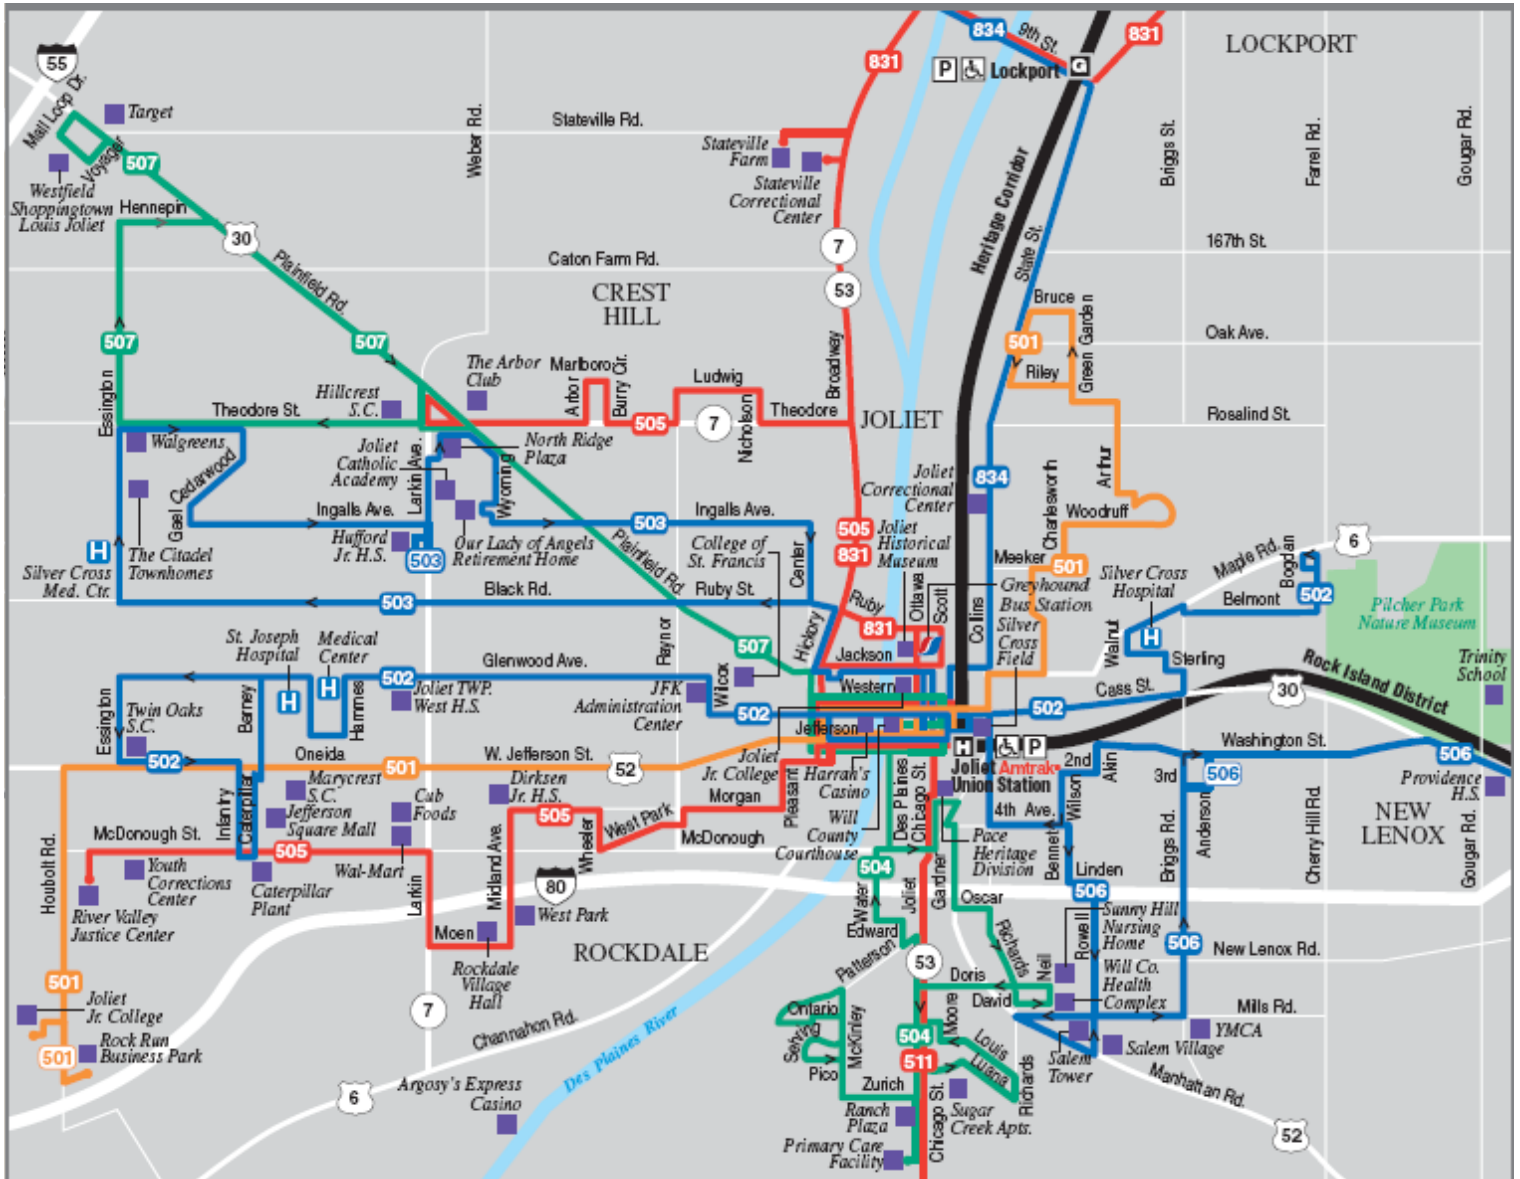 55
Mall Loop Dr.
Voyager
Target
507
Westfield
Shoppingtown
Louis Joliet
Hennepin
30
Plainfield Rd.
507
507
Essington
Weber Rd.
Stateville Rd.
Stateville
Farm
Stateville
Correctional
Center
831
834
9th St.
831
LOCKPORT
P
Lockport
Heritage Corridor
State St.
Briggs St.
Farrel Rd.
Gougar Rd.
167th St.
7
53
Caton Farm Rd.
CREST
HILL
Bruce
501
Riley
Green Garden
Oak Ave.
Rosalind St.
Broadway
The Arbor
Club
Marlboro
Arbor
Burry Cir.
Ludwig
505
7
Nicholson
Theodore
JOLIET
Hillcrest
S.C.
Theodore St.
Walgreens
Cedarwood
Gael
Joliet
Catholic
Academy
Larkin Ave.
North Ridge
Plaza
Wyoming
Ingalls Ave.
Hufford
Jr. H.S.
503
Our Lady of Angels
Retirement Home
503
Ingalls Ave.
College of
St. Francis
Plainfield Rd.
Center
The Citadel
Townhomes
H
Silver Cross
Med. Ctr.
503
Black Rd.
Ruby St.
505
831
Joliet
Historical
Museum
Joliet
Correctional
Center
834
Collins
Charlesworth
Arthur
Woodruff
Meeker
501
Greyhound
Bus Station
Silver
Cross
Field
Silver Cross
Hospital
H
Maple Rd.
6
Bogdan
502
Belmont
Walnut
Sterling
Cass St.
502
30
Rock Island District
Pilcher Park
Nature Museum
Trinity
School
Ruby
831
Ottawa
Scott
Hickory
Jackson
Western
Jefferson
507
Raynor
Wilcox
Glenwood Ave.
502
502
JFK
Administration
Center
Joliet TWP.
West H.S.
St. Joseph
Hospital
H
Medical
Center
H
Hammes
Barney
Essington
Twin Oaks
S.C.
502
Oneida
501
W. Jefferson St.
52
Joliet
Jr. College
Harrah's
Casino
Will
County
Courthouse
H
P
Joliet Amtrak
Union Station
Des Plaines
Chicago St.
Pace
Heritage
Division
2nd
4th Ave.
Wilson
Akin
Bennett
Linden
506
Washington St.
3rd
506
Anderson
Briggs Rd.
Cherry Hill Rd.
506
Providence
H.S.
NEW
LENOX
Gougar Rd.
Infantry
Caterpillar
Marycrest
S.C.
Jefferson
Square Mall
Cub
Foods
Wal-Mart
Dirksen
Jr. H.S.
505
Midland Ave.
Wheeler
West Park
Morgan
Pleasant
McDonough
McDonough St.
505
Houbolt Rd.
River Valley
Justice Center
Youth
Corrections
Center
Caterpillar
Plant
Larkin
Moen
80
West Park
Rockdale
Village
Hall
ROCKDALE
7
501
Joliet
Jr. College
501
Rock Run
Business Park
Channahon Rd.
6
Argosy's Express
Casino
Des Plaines River
504
Water
Joliet
Gardner
Edward
Patterson
53
Oscar
Richards
Doris
David
Neil
Rowell
Sunny Hill
Nursing
Home
Will Co.
Health
Complex
506
New Lenox Rd.
Mills Rd.
YMCA
Salem Village
Salem
Tower
Manhattan Rd.
52
Ontario
Sehring
Pico
McKinley
504
511
Moore
Louis
Luana
Richards
Zurich
Ranch
Plaza
Primary Care
Facility
Chicago St.
Sugar
Creek Apts.